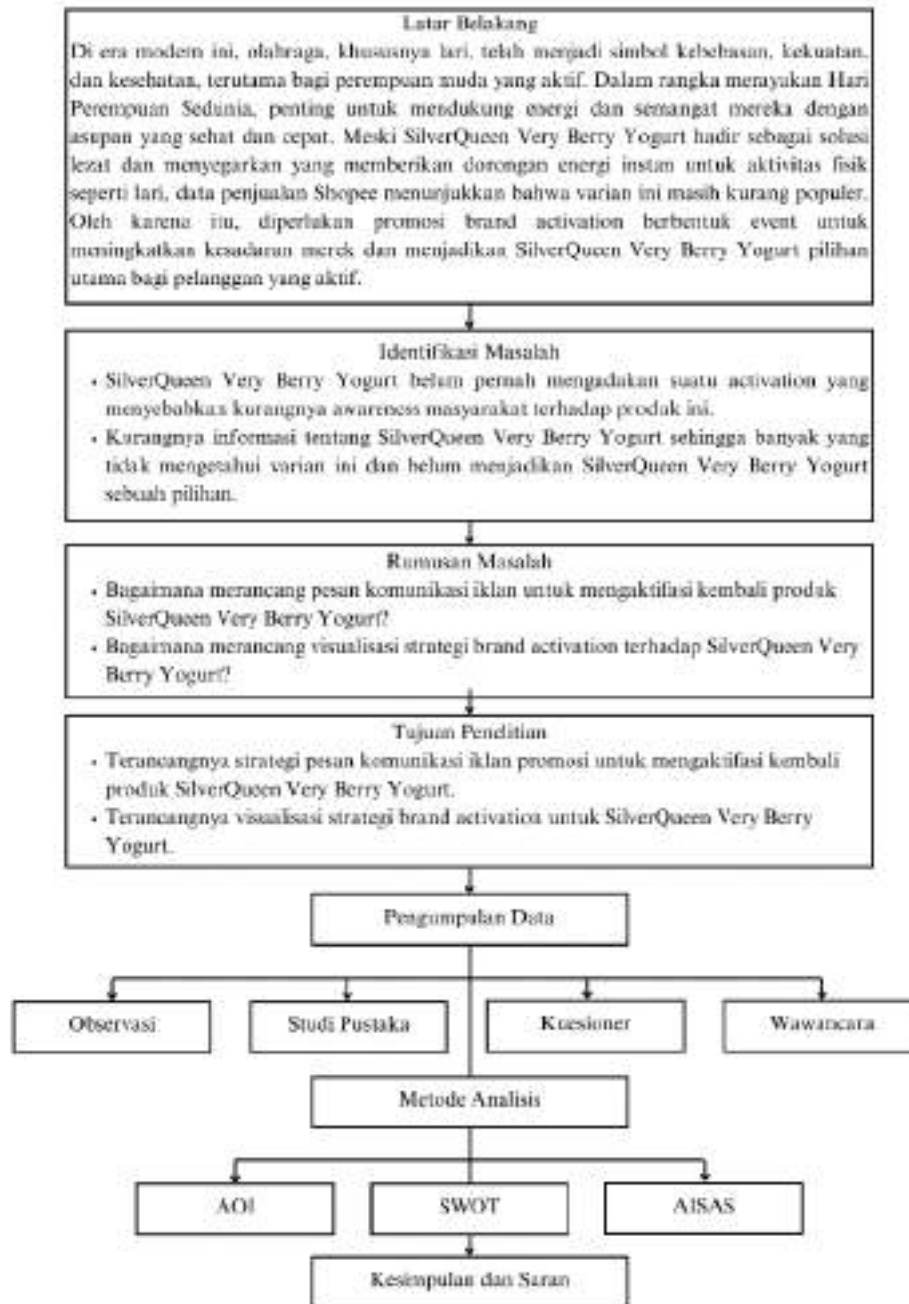 Latar Belakang
Di era modern ini, olahraga, khususnya lari, telah menjadi simbol kebebasan, kekuatan,
dan kesehatan, terutama bagi perempuan muda yang aktif. Dalam rangka merayakan Hari
Perempuan Sedunia, penting untuk mendukung energi dan semangat mereka dengan
asupan yang sehat dan cepat. Meski SilverQueen Very Berry Yogurt hadir sebagai solusi
lezat dan menyegarkan yang memberikan dorongan energi instan untuk aktivitas fisik
seperti lari, data penjualan Shopee menunjukkan bahwa varian ini masih kurang populer.
Oleh karena itu, diperlukan promosi brand activation berbentuk event untuk
meningkatkan kesadaran merek dan menjadikan SilverQueen Very Berry Yogurt pilihan
utama bagi pelanggan yang aktif.
Identifikasi Masalah
• SilverQueen Very Berry Yogurt belum pernah mengadakan suatu activation yang
menyebabkan kurangnya awareness masyarakat terhadap produk ini.
• Kurangnya informasi tentang SilverQueen Very Berry Yogurt sehingga banyak yang
tidak mengetahui varian ini dan belum menjadikan SilverQueen Very Berry Yogurt
sebuah pilihan.
Rumusan Masalah
• Bagaimana merancang pesan komunikasi iklan untuk mengaktifasi kembali produk
SilverQueen Very Berry Yogurt?
• Bagaimana merancang visualisasi strategi brand activation terhadap SilverQueen Very
Berry Yogurt?
Tujuan Penelitian
• Terancangnya strategi pesan komunikasi iklan promosi untuk mengaktifasi kembali
produk SilverQueen Very Berry Yogurt.
• Terancangnya visualisasi strategi brand activation untuk SilverQueen Very Berry
Yogurt.
Pengumpulan Data
Observasi
Studi Pustaka
Kuesioner
Wawancara
Metode Analisis
AOI
SWOT
AISAS
Kesimpulan dan Saran